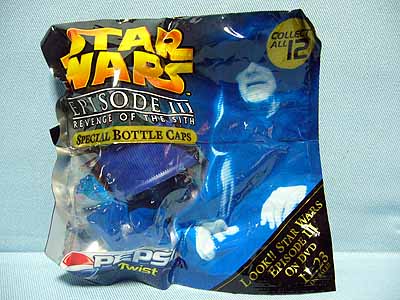 STAR
WARS
EPISODE III
REVENGE OF THE SITH
SPECIAL BOTTLE CAPS
COLLECT
ALL 12
LOOK!! STAR WARS
EPISODE III
ON DVD
11.23
PEPSI
Twist